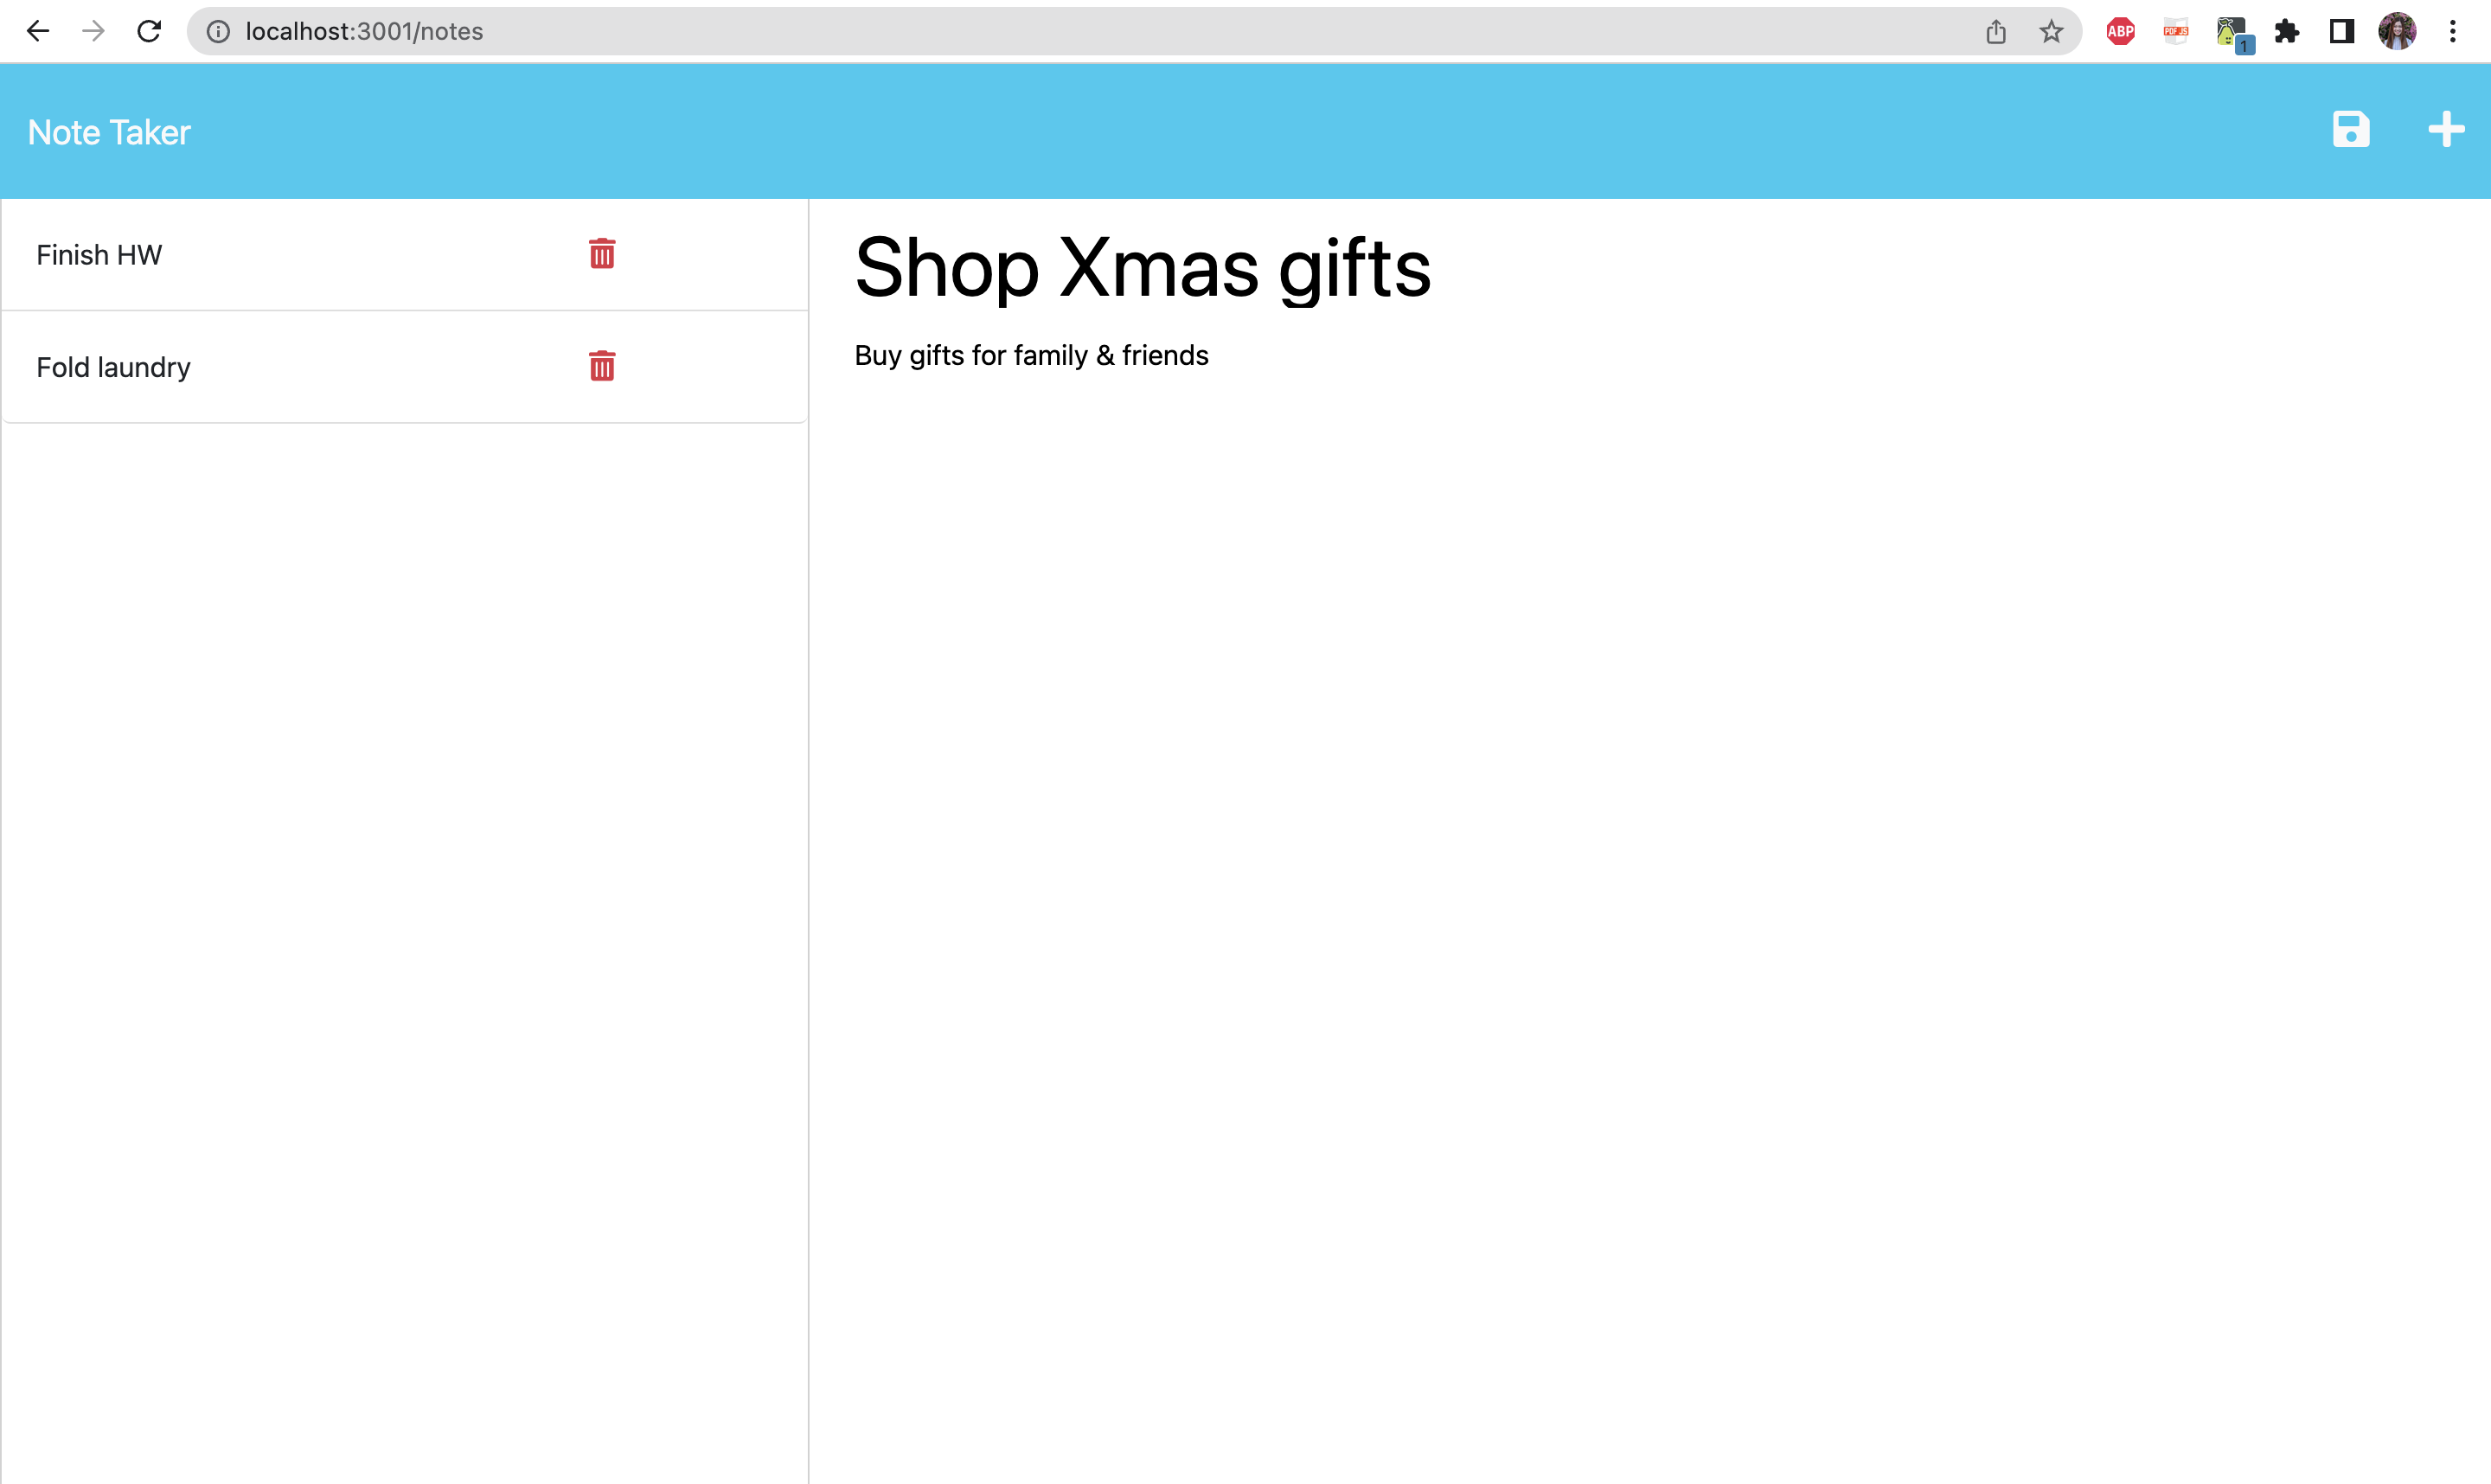 localhost:3001/notes
ABP
PDF JS
1
Note Taker
Finish HW
Fold laundry
Shop Xmas gifts
Buy gifts for family & friends